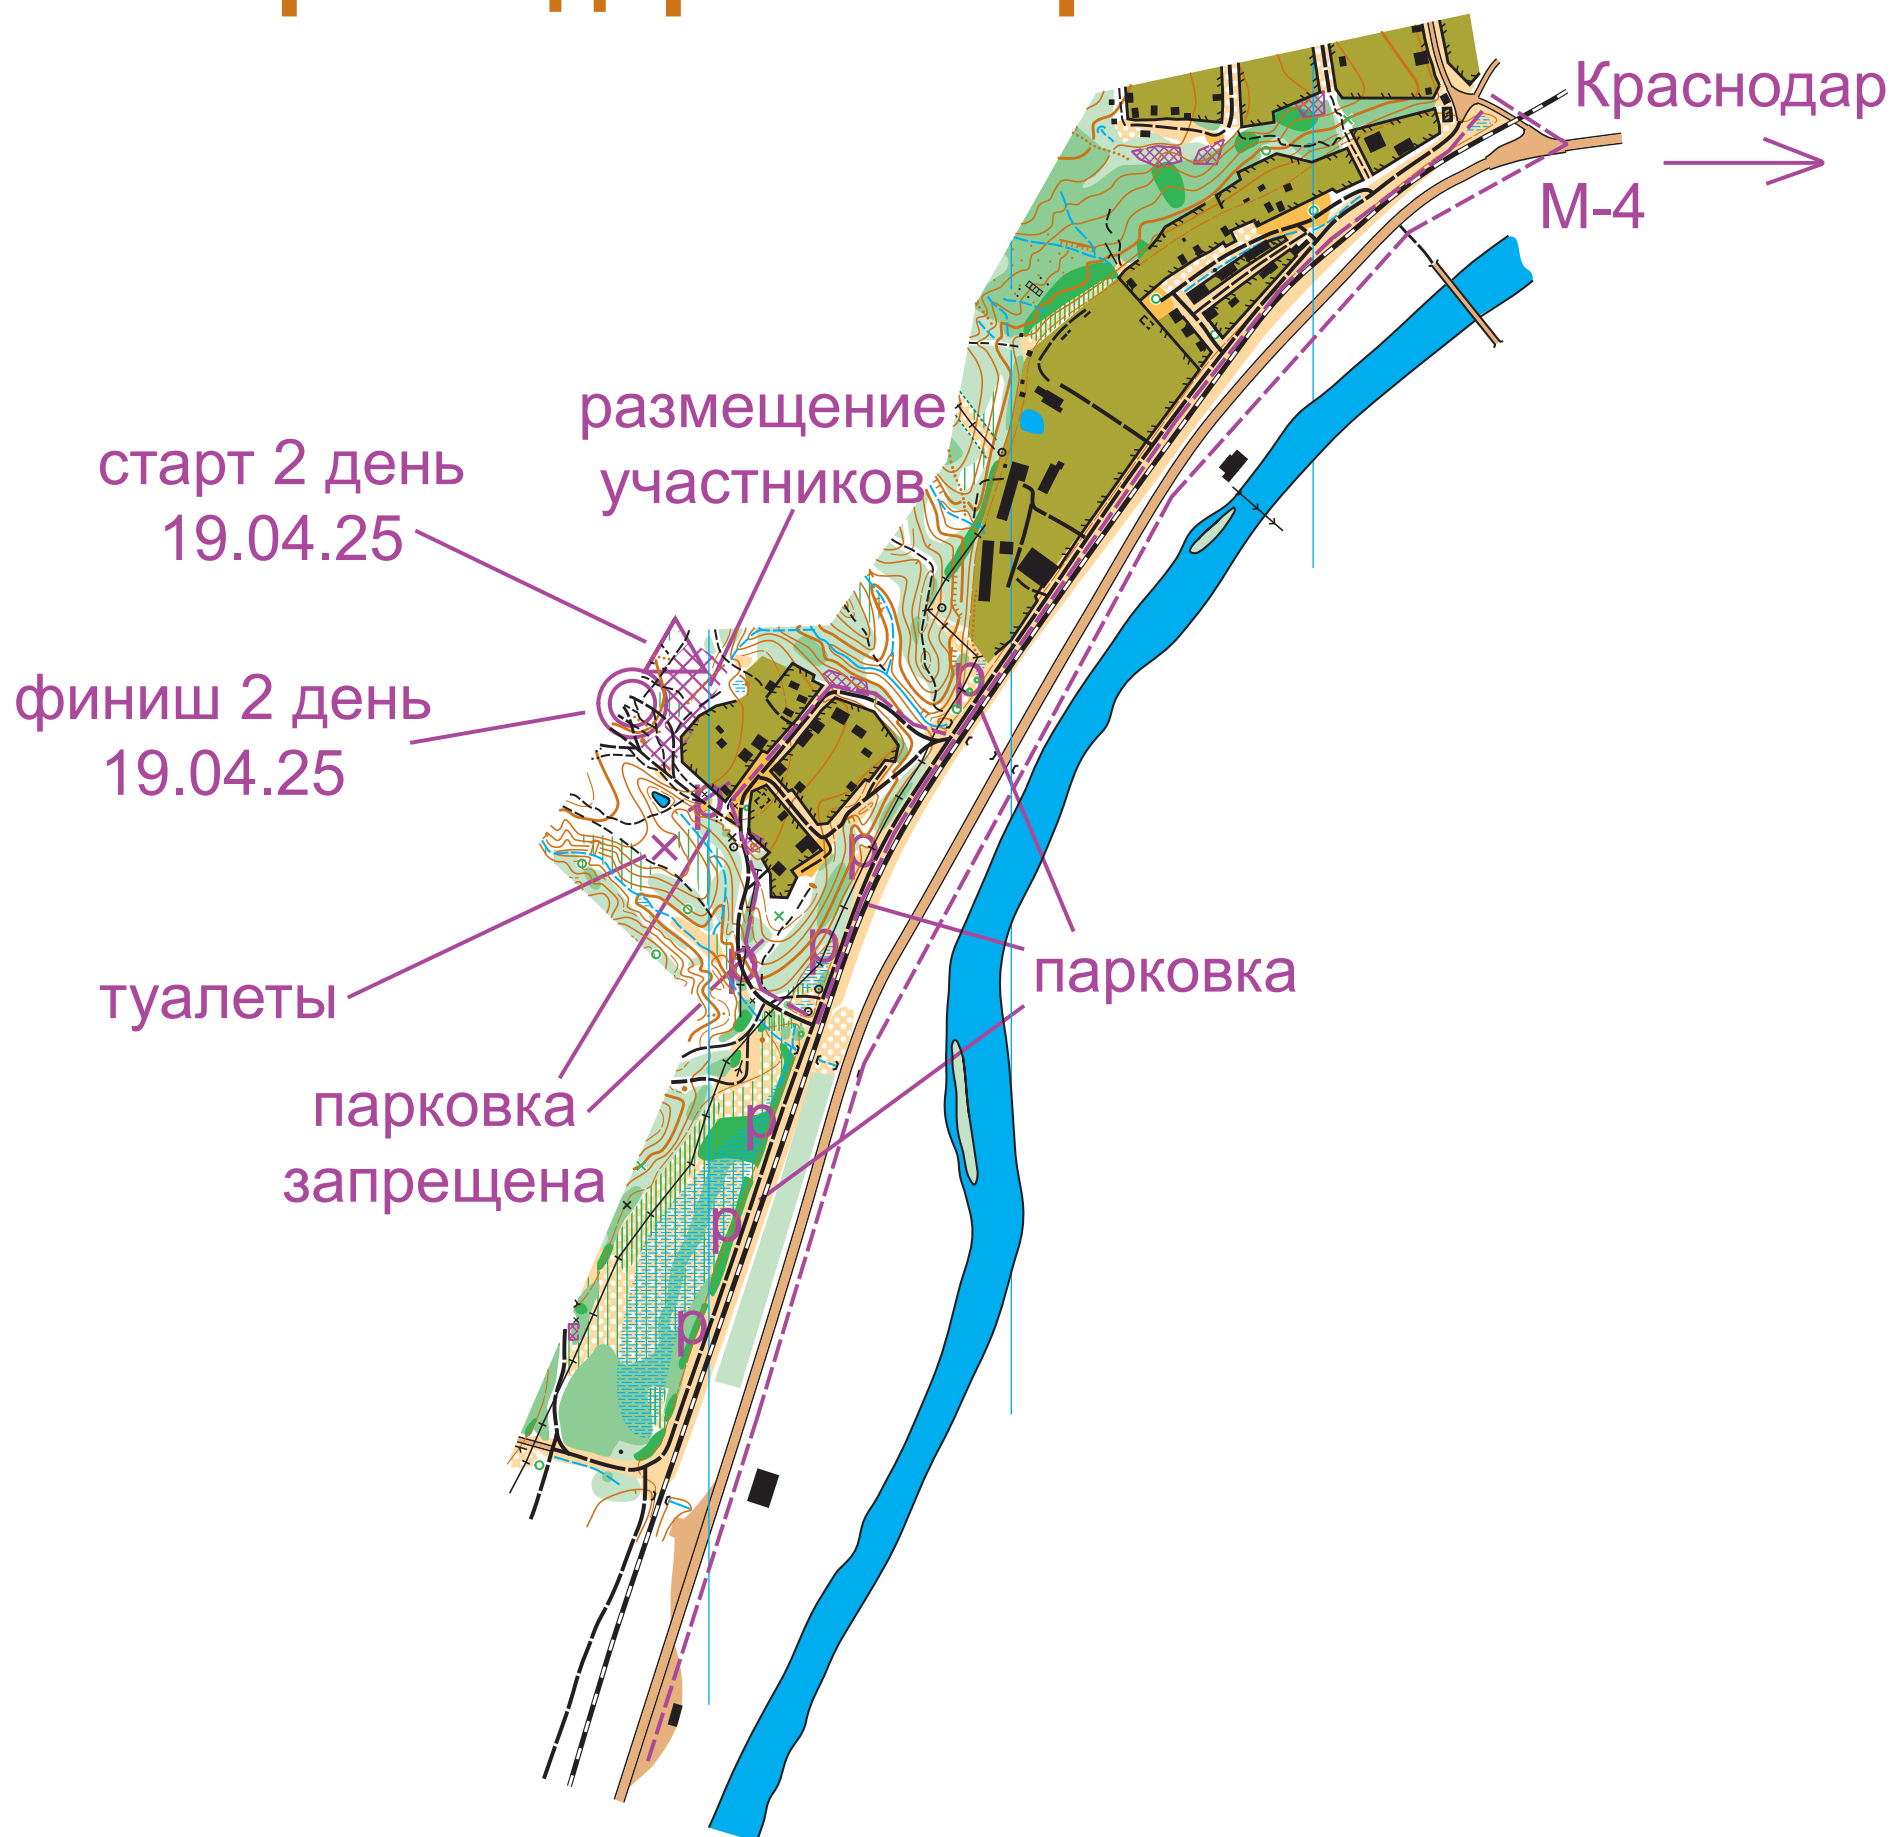 Краснодар
М-4
размещение
участников
старт 2 день
19.04.25
финиш 2 день
19.04.25
р
р
р
р
р
туалеты
парковка
парковка
запрещена
р
р
р